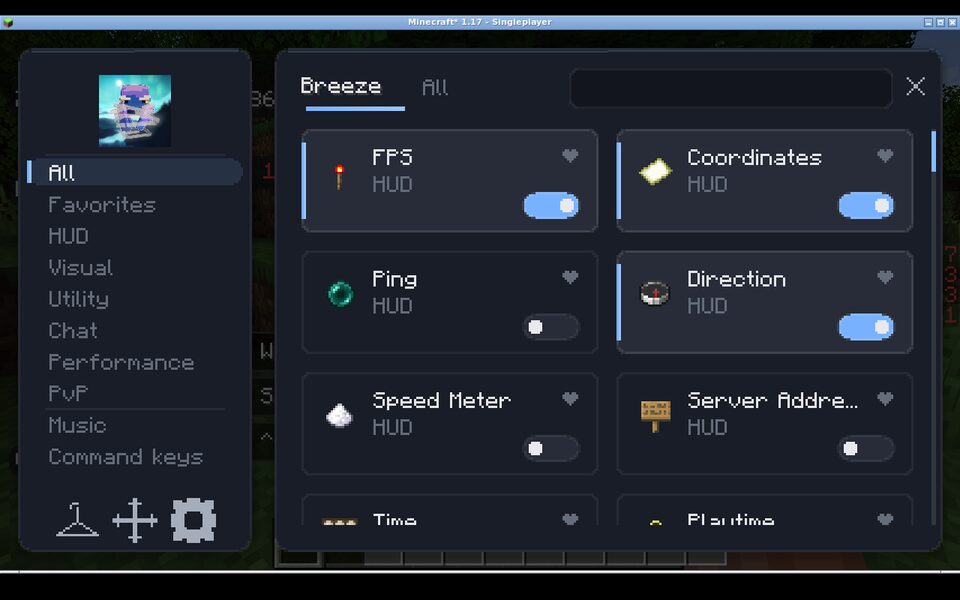 Minecraft* 1.17 - Singleplayer
Breeze
All
All
Favorites
HUD
Visual
Utility
Chat
Performance
PvP
Music
Command keys
FPS
HUD
Coordinates
HUD
Ping
HUD
Direction
HUD
Speed Meter
HUD
Server Addre...
HUD
Time
Playtime